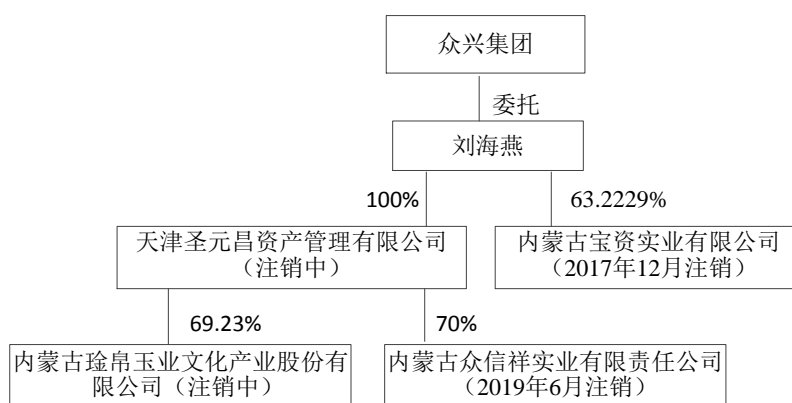 众兴集团
委托
刘海燕
100%
63.2229%
天津圣元昌资产管理有限公司
（注销中）
内蒙古宝资实业有限公司
（2017年12月注销）
69.23%
70%
内蒙古琻帛玉业文化产业股份有
限公司（注销中）
内蒙古众信祥实业有限责任公司
（2019年6月注销）